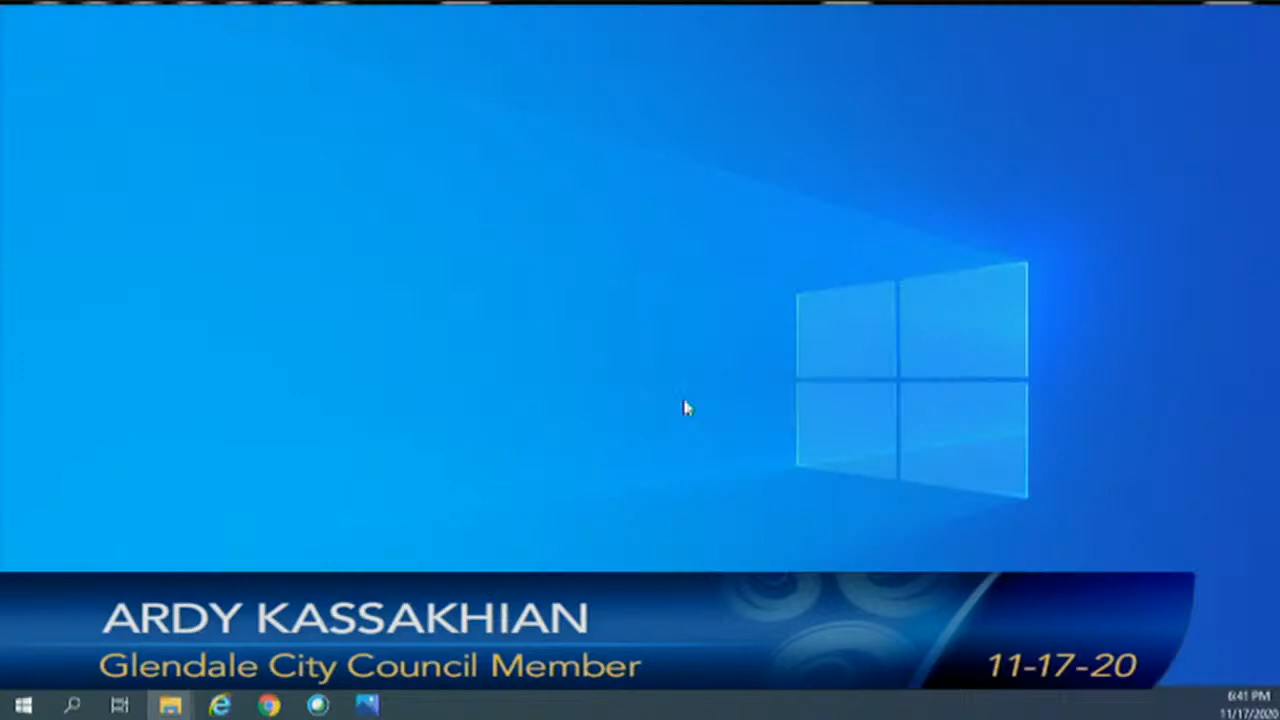 ARDY KASSAKHIAN
Glendale City Council Member
11-17-20
6:41 PM
11/17/2020